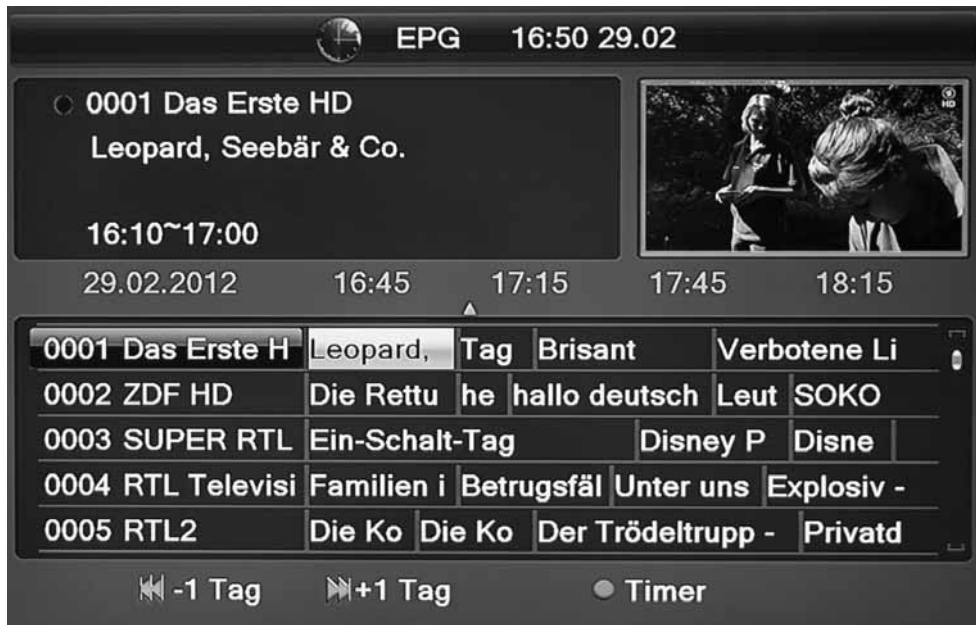 EPG 16:50 29.02
0001 Das Erste HD
Leopard, Seebär & Co.
16:10~17:00
HD
29.02.2012 16:45 17:15 17:45 18:15
0001 Das Erste H Leopard, Tag Brisant Verbotene Li
0002 ZDF HD Die Rettu he hallo deutsch Leut SOKO
0003 SUPER RTL Ein-Schalt-Tag Disney P Disne
0004 RTL Televisi Familien i Betrugsfäl Unter uns Explosiv -
0005 RTL2 Die Ko Die Ko Der Trödeltrupp - Privatd
-1 Tag +1 Tag Timer